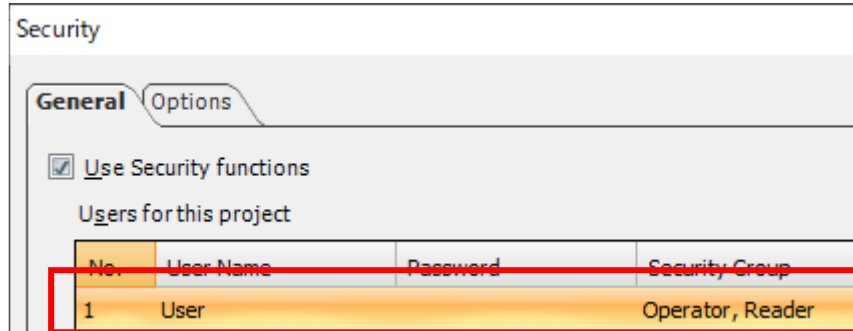 Security
General Options
Use Security functions
Users for this project
No. User Name Password Security Group
1 User Operator, Reader